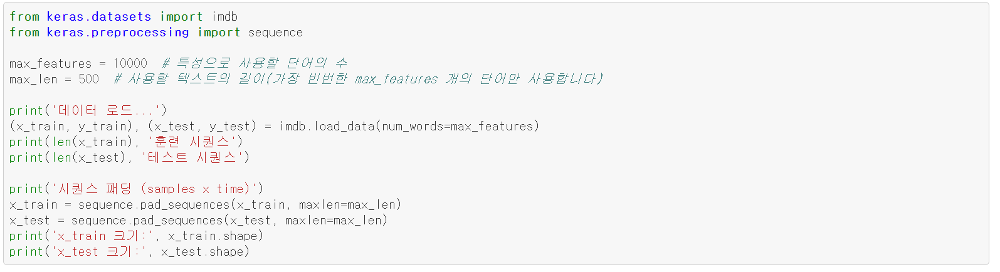 from keras.datasets import imdb
from keras.preprocessing import sequence
max_features = 10000  # 특성으로 사용할 단어의 수
max_len = 500  # 사용할 텍스트의 길이(가장 빈번한 max_features 개의 단어만 사용합니다)
print('데이터 로드...')
(x_train, y_train), (x_test, y_test) = imdb.load_data(num_words=max_features)
print(len(x_train), '훈련 시퀀스')
print(len(x_test), '테스트 시퀀스')
print('시퀀스 패딩 (samples x time)')
x_train = sequence.pad_sequences(x_train, maxlen=max_len)
x_test = sequence.pad_sequences(x_test, maxlen=max_len)
print('x_train 크기:', x_train.shape)
print('x_test 크기:', x_test.shape)